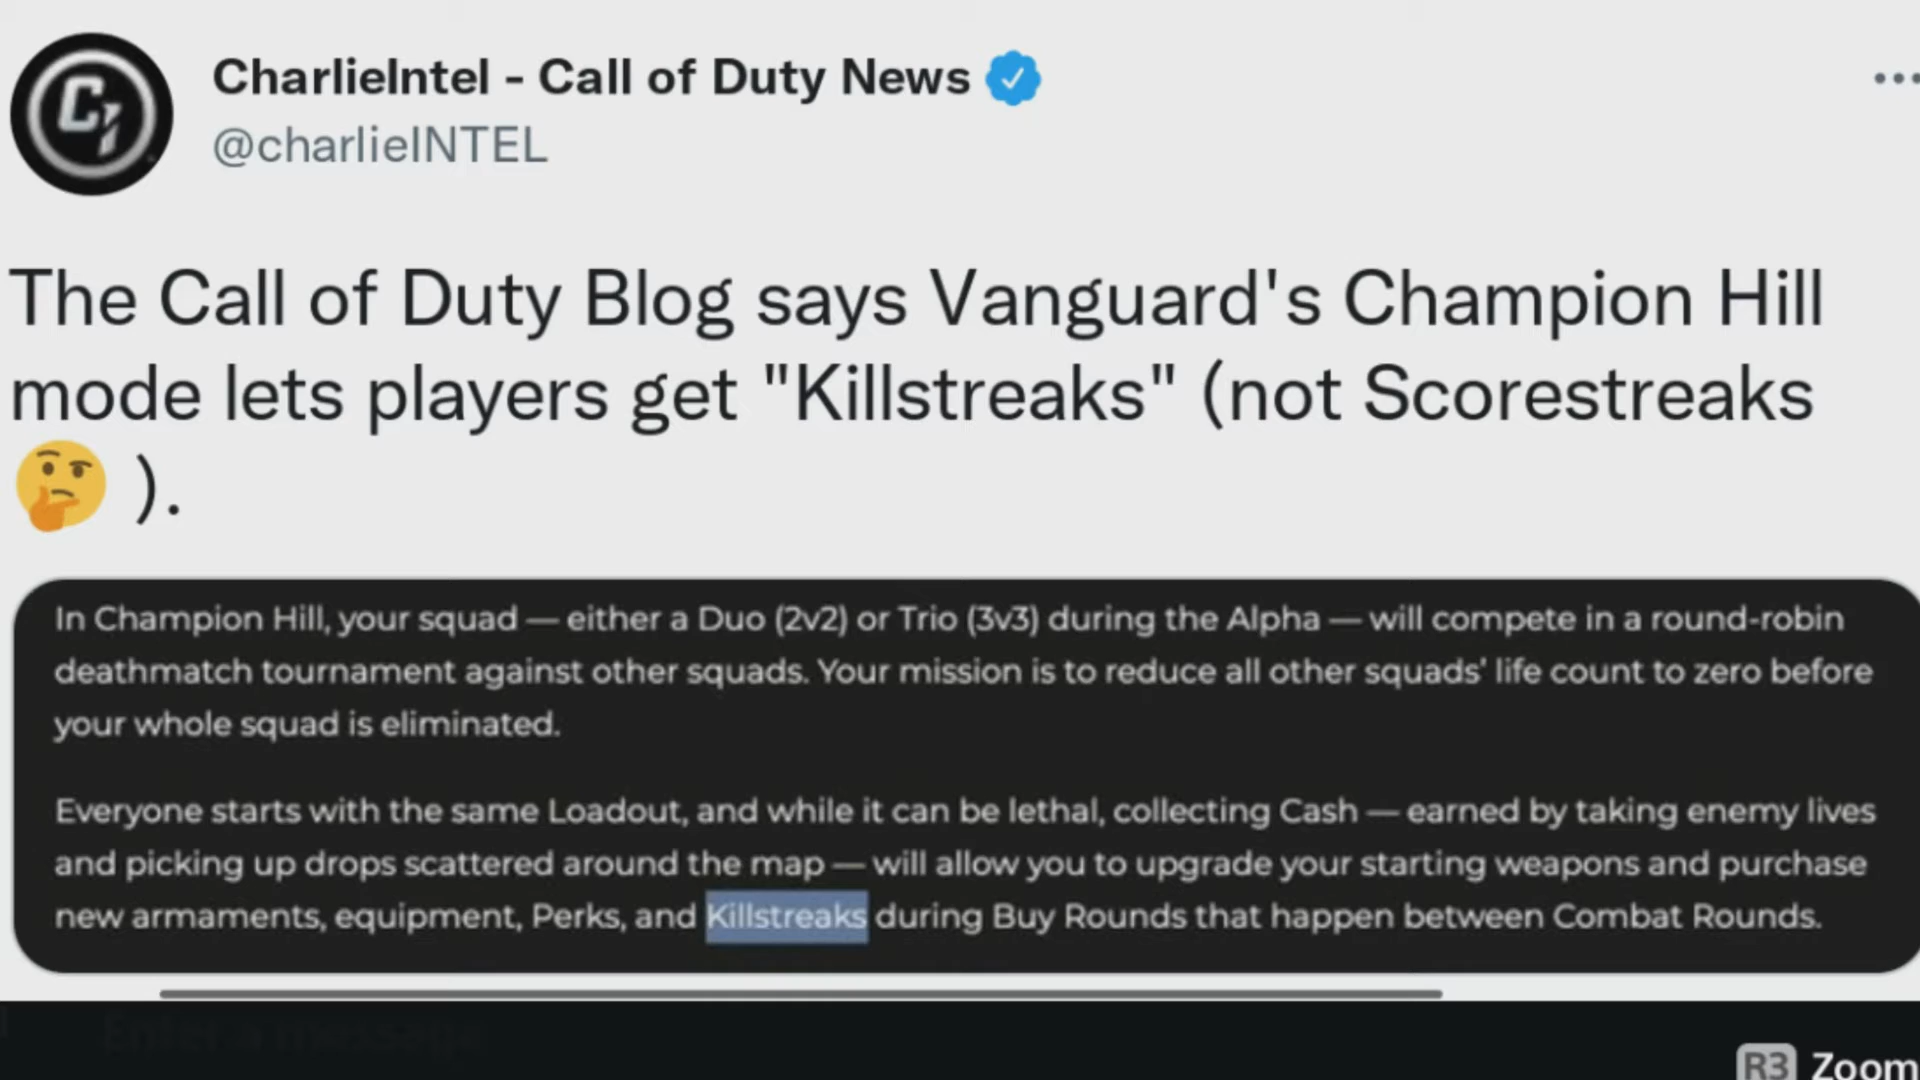 CharlieIntel - Call of Duty News
@charlieINTEL
The Call of Duty Blog says Vanguard's Champion Hill
mode lets players get "Killstreaks" (not Scorestreaks
🤔 ).
In Champion Hill, your squad — either a Duo (2v2) or Trio (3v3) during the Alpha — will compete in a round-robin
deathmatch tournament against other squads. Your mission is to reduce all other squads' life count to zero before
your whole squad is eliminated.
Everyone starts with the same Loadout, and while it can be lethal, collecting Cash — earned by taking enemy lives
and picking up drops scattered around the map — will allow you to upgrade your starting weapons and purchase
new armaments, equipment, Perks, and Killstreaks during Buy Rounds that happen between Combat Rounds.
Enter a message
R3 Zoom